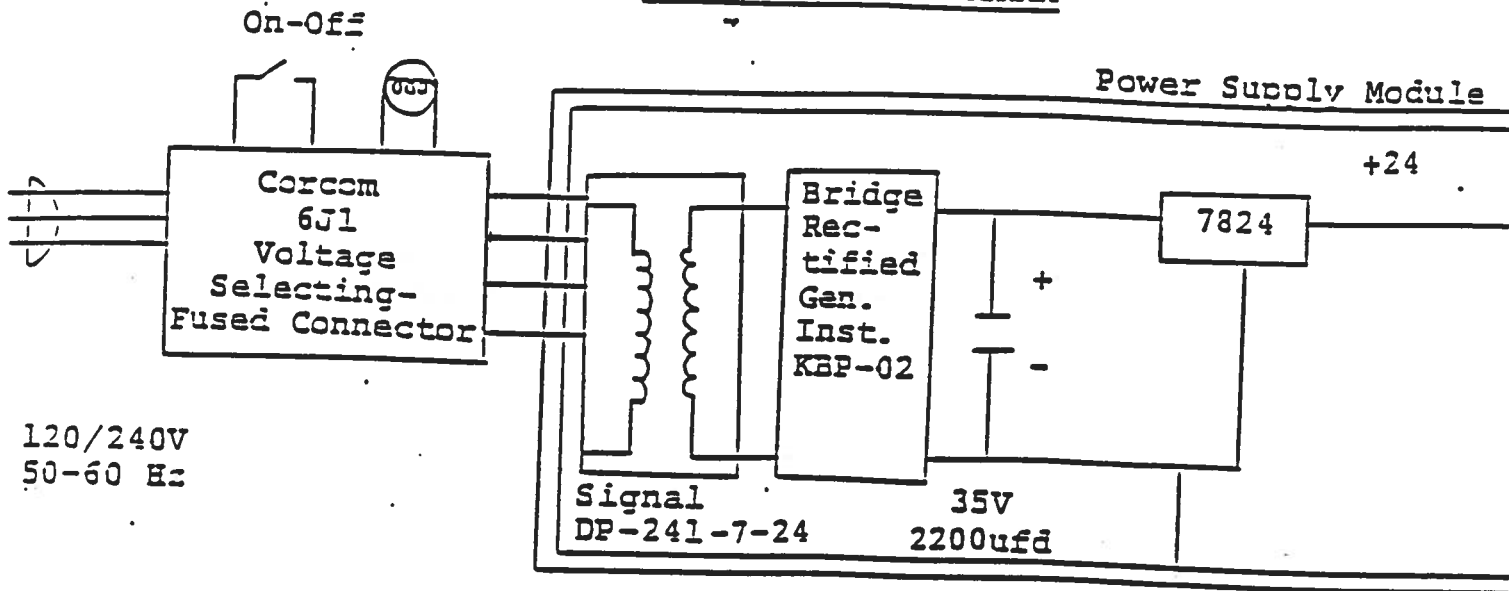 On-Off
Power Supply Module
+24
Corcom
6J1
Voltage
Selecting-
Fused Connector
Bridge
Rec-
tified
Gen.
Inst.
KBP-02
7824
+
-
120/240V
50-60 Hz
Signal
DP-241-7-24
35V
2200ufd